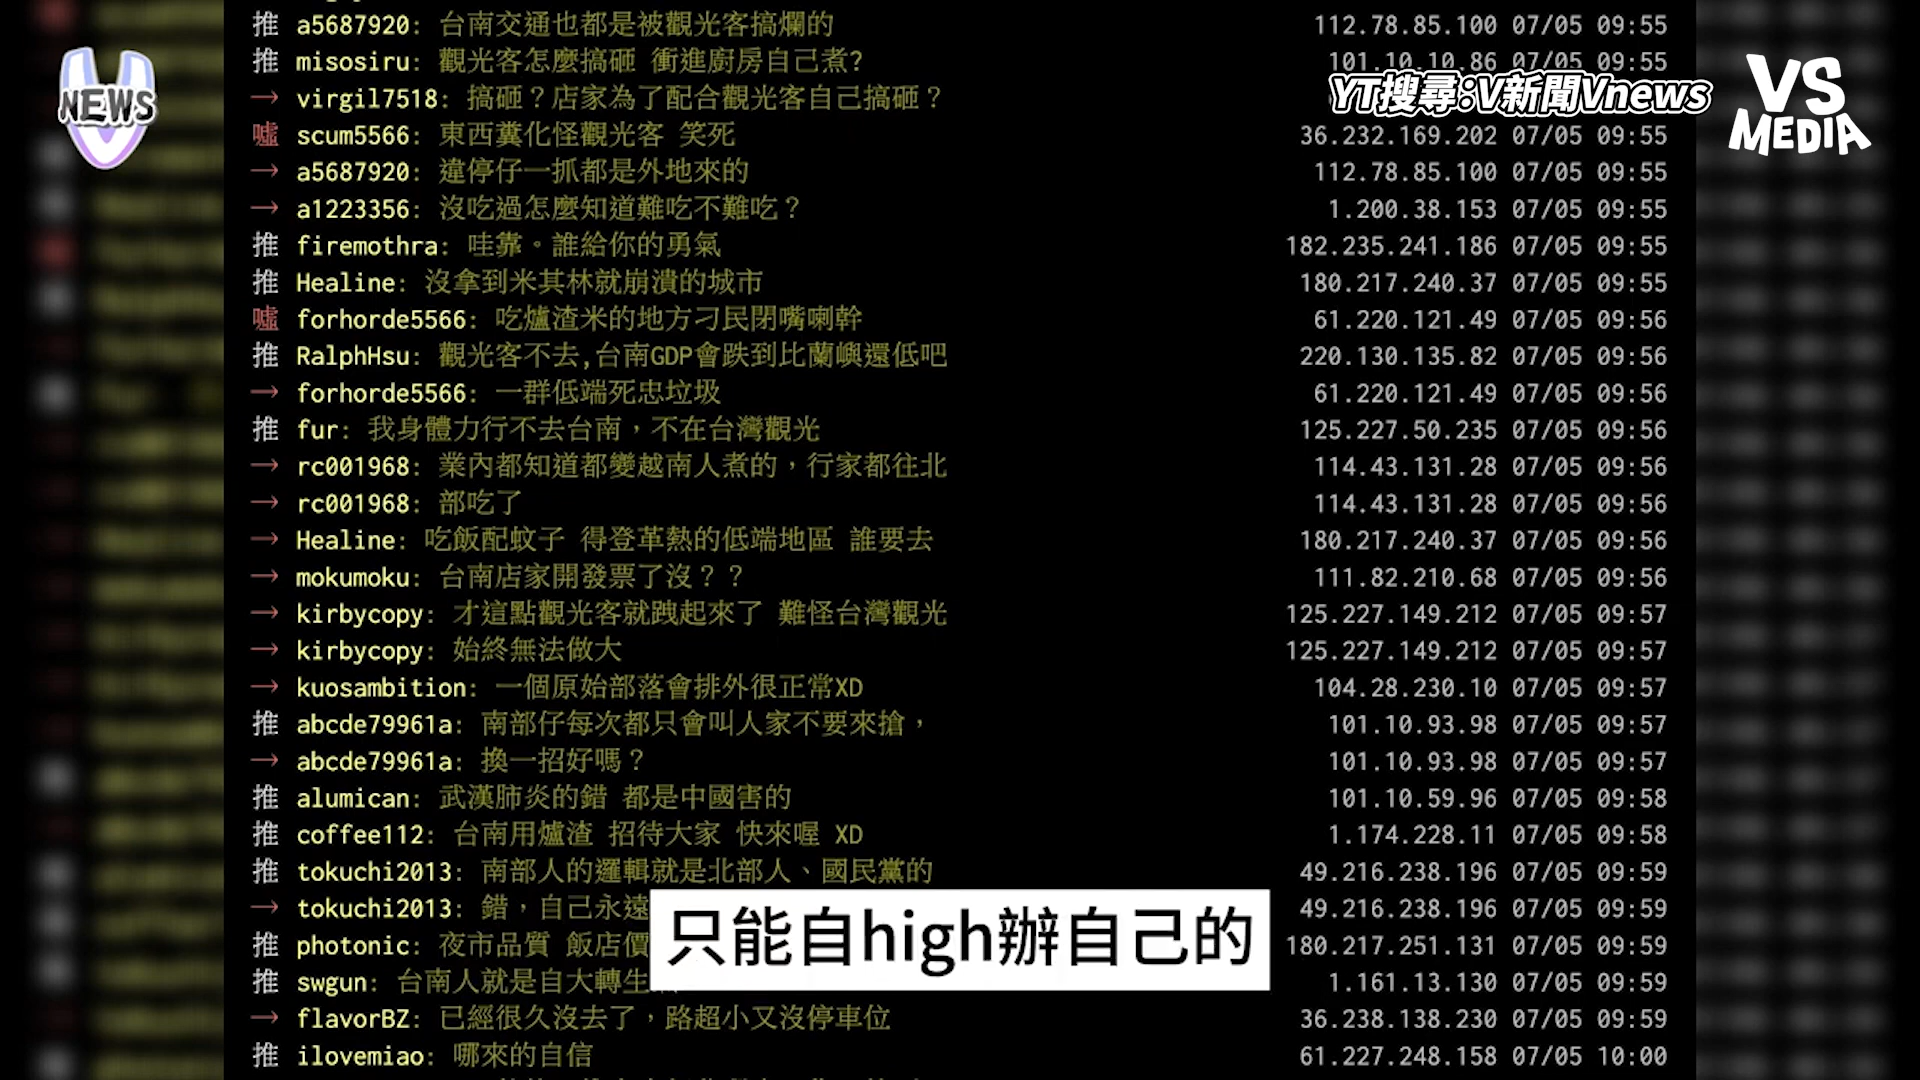 推 a5687920: 台南交通也都是被觀光客搞爛的 112.78.85.100 07/05 09:55
推 misosiru: 觀光客怎麼搞砸 衝進廚房自己煮? 101.10.10.86 07/05 09:55
NEWS
YT搜尋:V新聞Vnews
VS MEDIA
→ virgil7518: 搞砸？店家為了配合觀光客自己搞砸？
噓 scum5566: 東西糞化怪觀光客 笑死 36.232.169.202 07/05 09:55
→ a5687920: 違停仔一抓都是外地來的 112.78.85.100 07/05 09:55
→ a1223356: 沒吃過怎麼知道難吃不難吃？ 1.200.38.153 07/05 09:55
推 firemothra: 哇靠。誰給你的勇氣 182.235.241.186 07/05 09:55
推 Healine: 沒拿到米其林就崩潰的城市 180.217.240.37 07/05 09:55
噓 forhorde5566: 吃爐渣米的地方刁民閉嘴喇幹 61.220.121.49 07/05 09:56
推 RalphHsu: 觀光客不去,台南GDP會跌到比蘭嶼還低吧 220.130.135.82 07/05 09:56
→ forhorde5566: 一群低端死忠垃圾 61.220.121.49 07/05 09:56
推 fur: 我身體力行不去台南，不在台灣觀光 125.227.50.235 07/05 09:56
→ rc001968: 業內都知道都變越南人煮的，行家都往北 114.43.131.28 07/05 09:56
→ rc001968: 部吃了 114.43.131.28 07/05 09:56
→ Healine: 吃飯配蚊子 得登革熱的低端地區 誰要去 180.217.240.37 07/05 09:56
→ mokumoku: 台南店家開發票了沒？？ 111.82.210.68 07/05 09:56
→ kirbycopy: 才這點觀光客就跩起來了 難怪台灣觀光 125.227.149.212 07/05 09:57
→ kirbycopy: 始終無法做大 125.227.149.212 07/05 09:57
→ kuosambition: 一個原始部落會排外很正常XD 104.28.230.10 07/05 09:57
推 abcde79961a: 南部仔每次都只會叫人家不要來搶， 101.10.93.98 07/05 09:57
→ abcde79961a: 換一招好嗎？ 101.10.93.98 07/05 09:57
推 alumican: 武漢肺炎的錯 都是中國害的 101.10.59.96 07/05 09:58
推 coffee112: 台南用爐渣 招待大家 快來喔 XD 1.174.228.11 07/05 09:58
推 tokuchi2013: 南部人的邏輯就是北部人、國民黨的 49.216.238.196 07/05 09:59
→ tokuchi2013: 錯，自己永遠 49.216.238.196 07/05 09:59
推 photonic: 夜市品質 飯店價 180.217.251.131 07/05 09:59
推 swgun: 台南人就是自大轉生 1.161.13.130 07/05 09:59
只能自high辦自己的
→ flavorBZ: 已經很久沒去了，路超小又沒停車位 36.238.138.230 07/05 09:59
推 ilovemiao: 哪來的自信 61.227.248.158 07/05 10:00